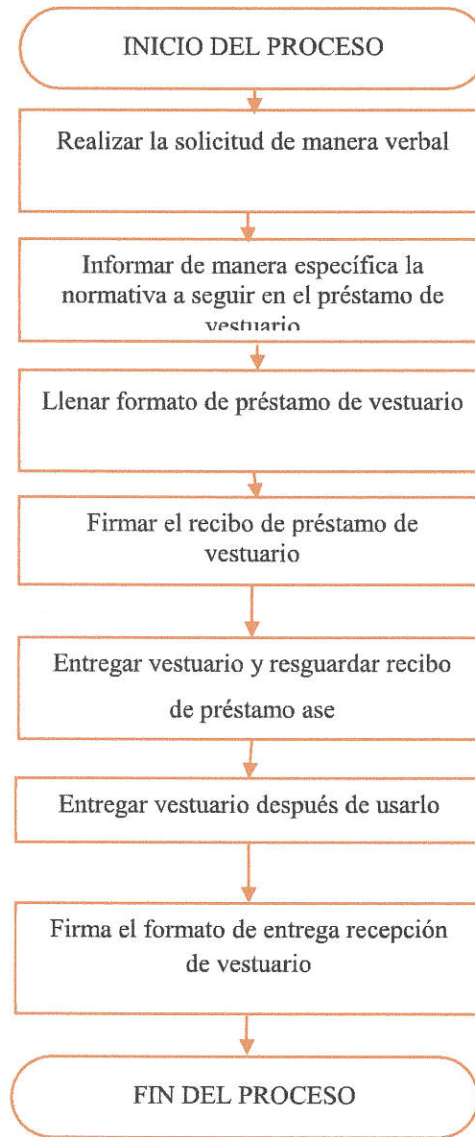 INICIO DEL PROCESO
Realizar la solicitud de manera verbal
Informar de manera específica la
normativa a seguir en el préstamo de
vestuario
Llenar formato de préstamo de vestuario
Firmar el recibo de préstamo de
vestuario
Entregar vestuario y resguardar recibo
de préstamo ase
Entregar vestuario después de usarlo
Firma el formato de entrega recepción
de vestuario
FIN DEL PROCESO